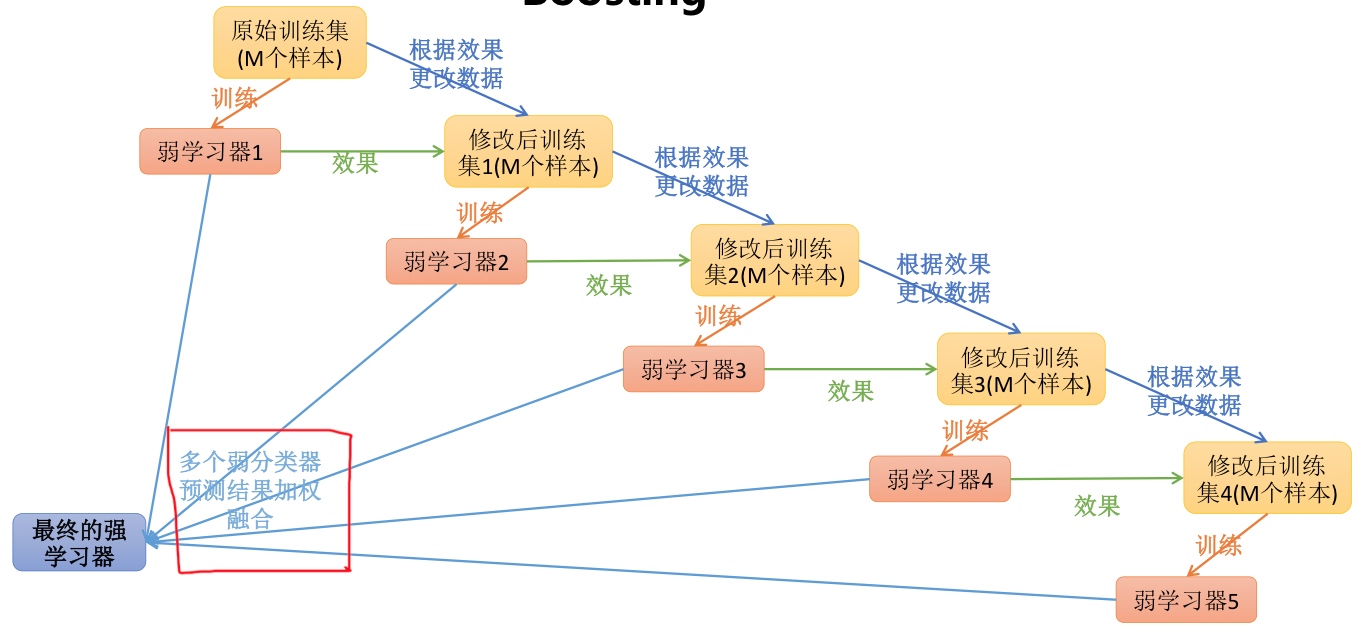 Boosting
原始训练集
(M个样本)
根据效果
更改数据
训练
弱学习器1
效果
修改后训练
集1(M个样本)
根据效果
更改数据
训练
弱学习器2
效果
修改后训练
集2(M个样本)
根据效果
更改数据
训练
弱学习器3
效果
修改后训练
集3(M个样本)
根据效果
更改数据
训练
弱学习器4
效果
修改后训练
集4(M个样本)
训练
弱学习器5
多个弱分类器
预测结果加权
融合
最终的强
学习器